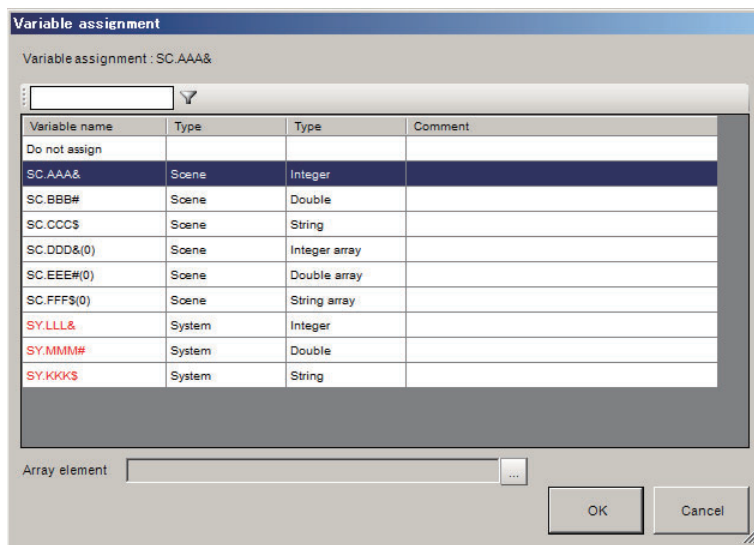 Variable assignment
Variable assignment : SC.AAA&
Variable name Type Type Comment
Do not assign
SC.AAA& Scene Integer
SC.BBB# Scene Double
SC.CCC$ Scene String
SC.DDD&(0) Scene Integer array
SC.EEE#(0) Scene Double array
SC.FFF$(0) Scene String array
SY.LLL& System Integer
SY.MMM# System Double
SY.KKK$ System String
Array element ...
OK Cancel